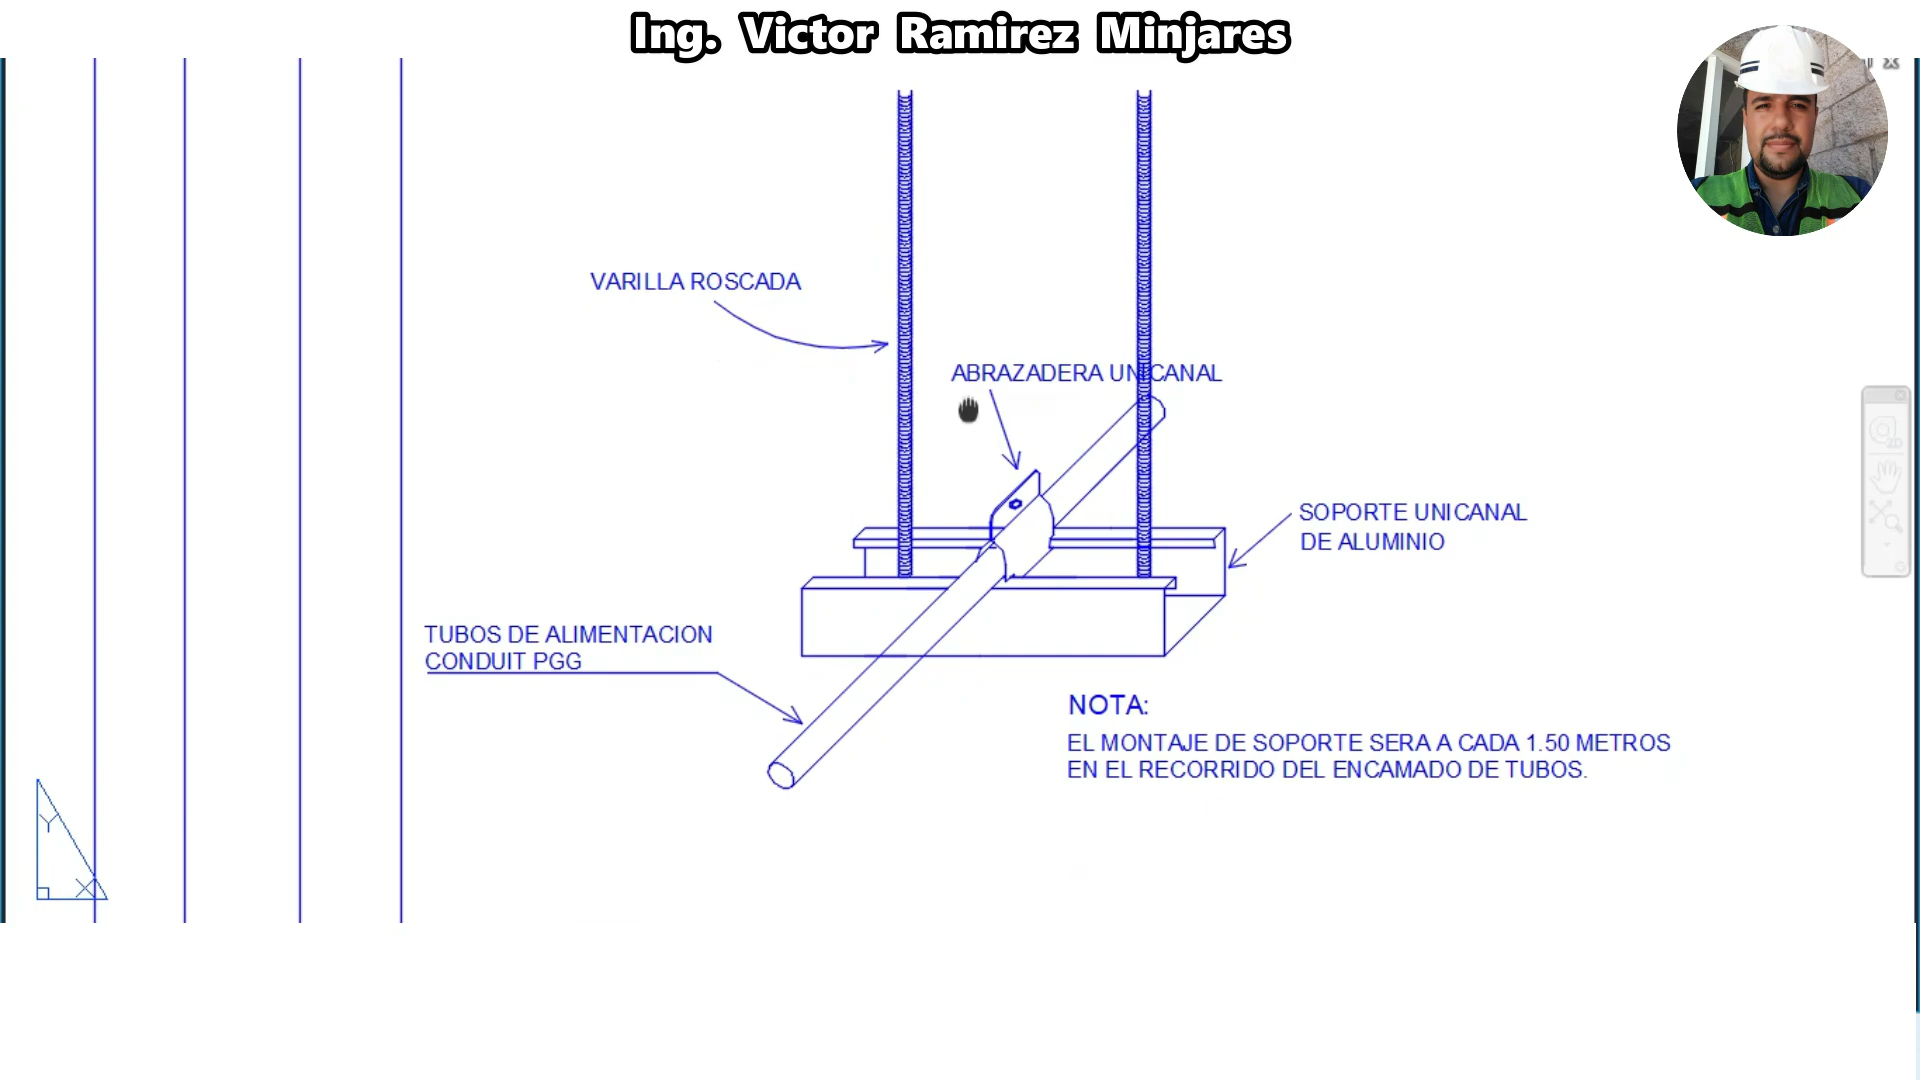 Ing. Victor Ramirez Minjares
VARILLA ROSCADA
ABRAZADERA UNICANAL
SOPORTE UNICANAL
DE ALUMINIO
TUBOS DE ALIMENTACION
CONDUIT PGG
NOTA:
EL MONTAJE DE SOPORTE SERA A CADA 1.50 METROS
EN EL RECORRIDO DEL ENCAMADO DE TUBOS.
Y
X
2D